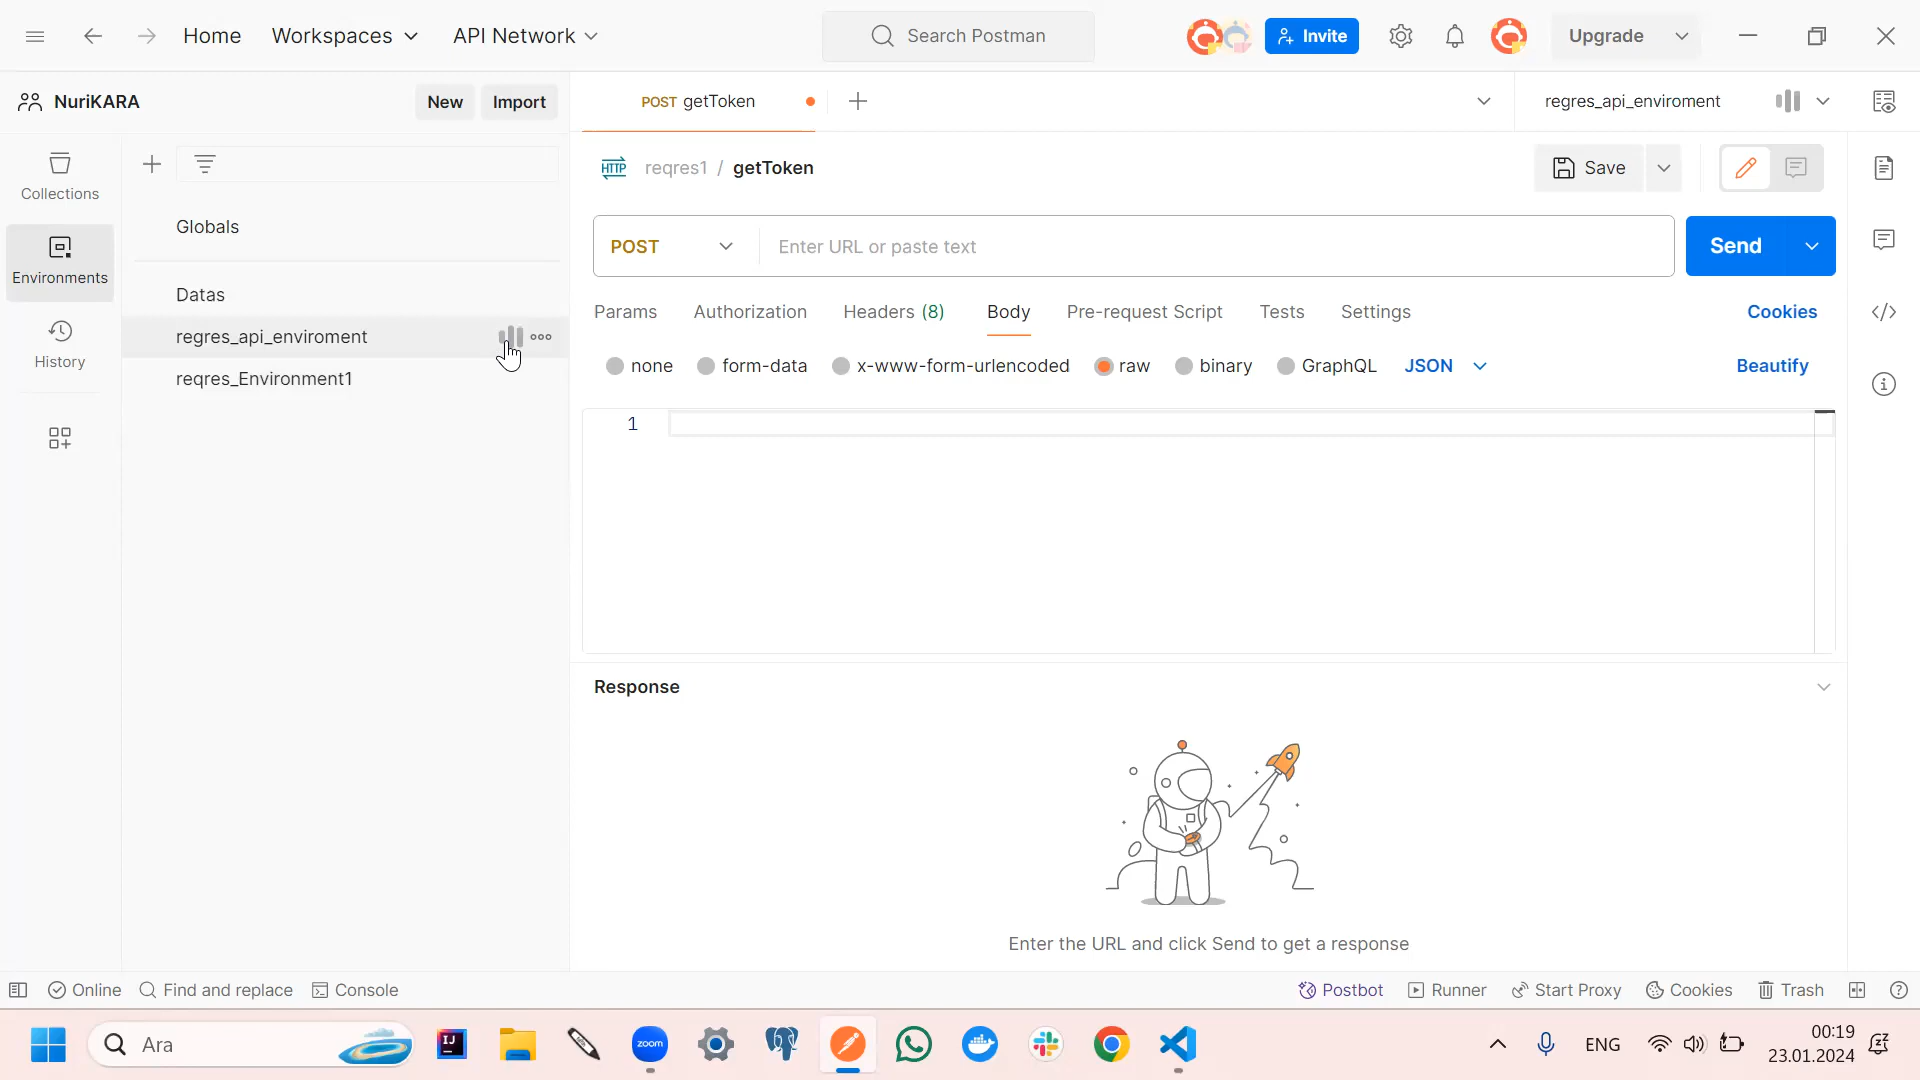 Home
Workspaces
API Network
Search Postman
Invite
Upgrade
NuriKARA
New
Import
POST getToken
regres_api_enviroment
Collections
Environments
History
Globals
Datas
regres_api_enviroment
reqres_Environment1
HTTP
reqres1 / getToken
Save
POST
Enter URL or paste text
Send
Params
Authorization
Headers (8)
Body
Pre-request Script
Tests
Settings
Cookies
none
form-data
x-www-form-urlencoded
raw
binary
GraphQL
JSON
Beautify
1
Response
Enter the URL and click Send to get a response
Online
Find and replace
Console
Postbot
Runner
Start Proxy
Cookies
Trash
Ara
IJ
zoom
ENG
00:19
23.01.2024